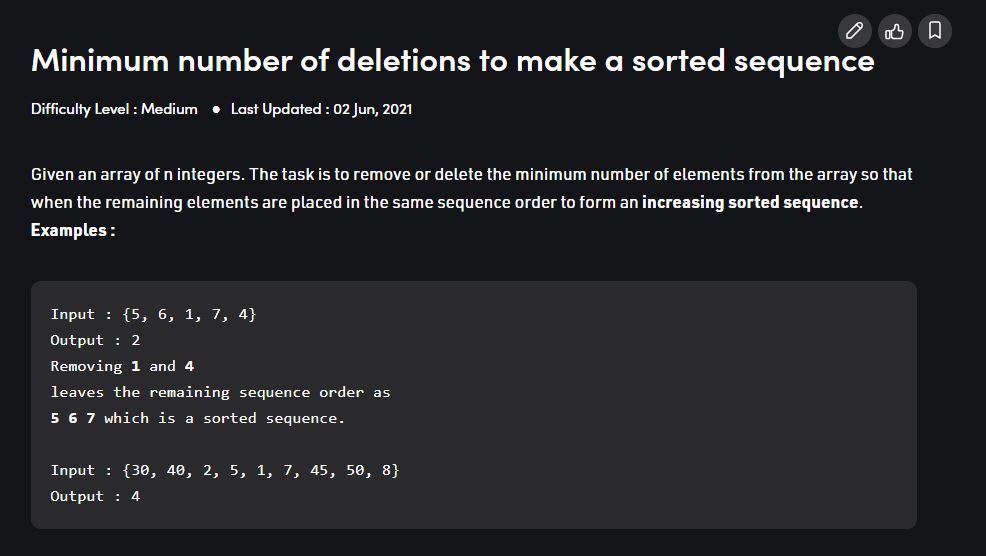 Minimum number of deletions to make a sorted sequence
Difficulty Level : Medium ● Last Updated : 02 Jun, 2021
Given an array of n integers. The task is to remove or delete the minimum number of elements from the array so that
when the remaining elements are placed in the same sequence order to form an increasing sorted sequence.
Examples :
Input : {5, 6, 1, 7, 4}
Output : 2
Removing 1 and 4
leaves the remaining sequence order as
5 6 7 which is a sorted sequence.
Input : {30, 40, 2, 5, 1, 7, 45, 50, 8}
Output : 4